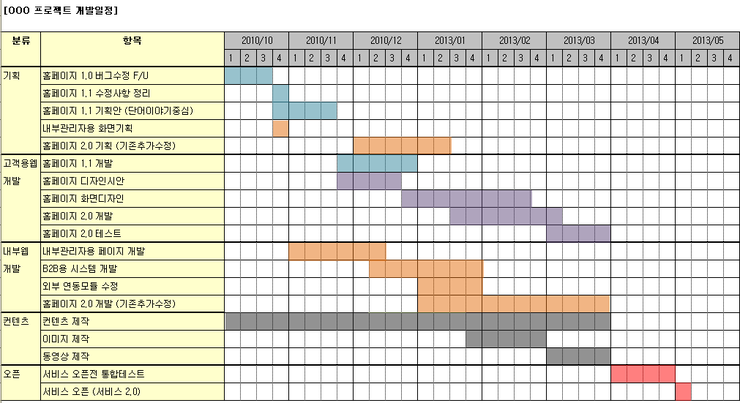 [OOO 프로젝트 개발일정]
분류 항목 2010/10 2010/11 2010/12 2013/01 2013/02 2013/03 2013/04 2013/05
1 2 3 4 1 2 3 4 1 2 3 4 1 2 3 4 1 2 3 4 1 2 3 4 1 2 3 4 1 2 3 4
기획 홈페이지 1.0 버그수정 F/U
홈페이지 1.1 수정사항 정리
홈페이지 1.1 기획안 (단어이야기중심)
내부관리자용 화면기획
홈페이지 2.0 기획 (기존추가수정)
고객용웹 홈페이지 1.1 개발
개발 홈페이지 디자인시안
홈페이지 화면디자인
홈페이지 2.0 개발
홈페이지 2.0 테스트
내부웹 내부관리자용 페이지 개발
개발 B2B용 시스템 개발
외부 연동모듈 수정
홈페이지 2.0 개발 (기존추가수정)
컨텐츠 컨텐츠 제작
이미지 제작
동영상 제작
오픈 서비스 오픈전 통합테스트
서비스 오픈 (서비스 2.0)